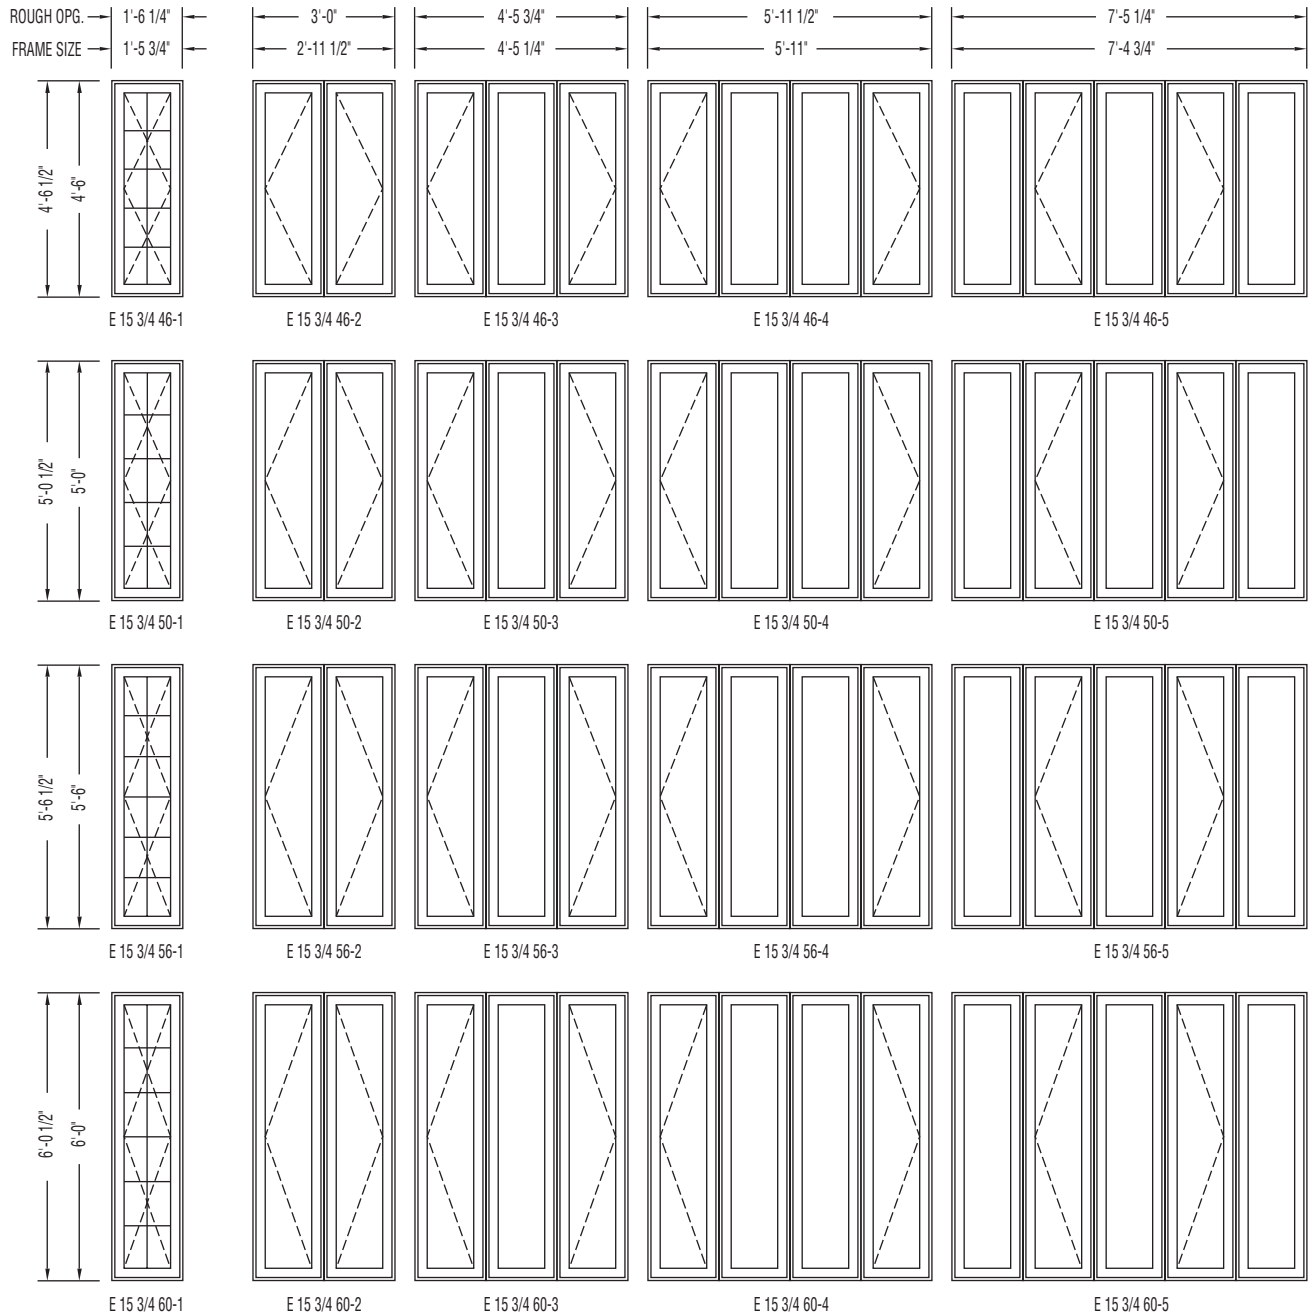 ROUGH OPG. 1'-6 1/4" 3'-0" 4'-5 3/4" 5'-11 1/2" 7'-5 1/4"
FRAME SIZE 1'-5 3/4" 2'-11 1/2" 4'-5 1/4" 5'-11" 7'-4 3/4"
4'-6 1/2"
4'-6"
E 15 3/4 46-1 E 15 3/4 46-2 E 15 3/4 46-3 E 15 3/4 46-4 E 15 3/4 46-5
5'-0 1/2"
5'-0"
E 15 3/4 50-1 E 15 3/4 50-2 E 15 3/4 50-3 E 15 3/4 50-4 E 15 3/4 50-5
5'-6 1/2"
5'-6"
E 15 3/4 56-1 E 15 3/4 56-2 E 15 3/4 56-3 E 15 3/4 56-4 E 15 3/4 56-5
6'-0 1/2"
6'-0"
E 15 3/4 60-1 E 15 3/4 60-2 E 15 3/4 60-3 E 15 3/4 60-4 E 15 3/4 60-5